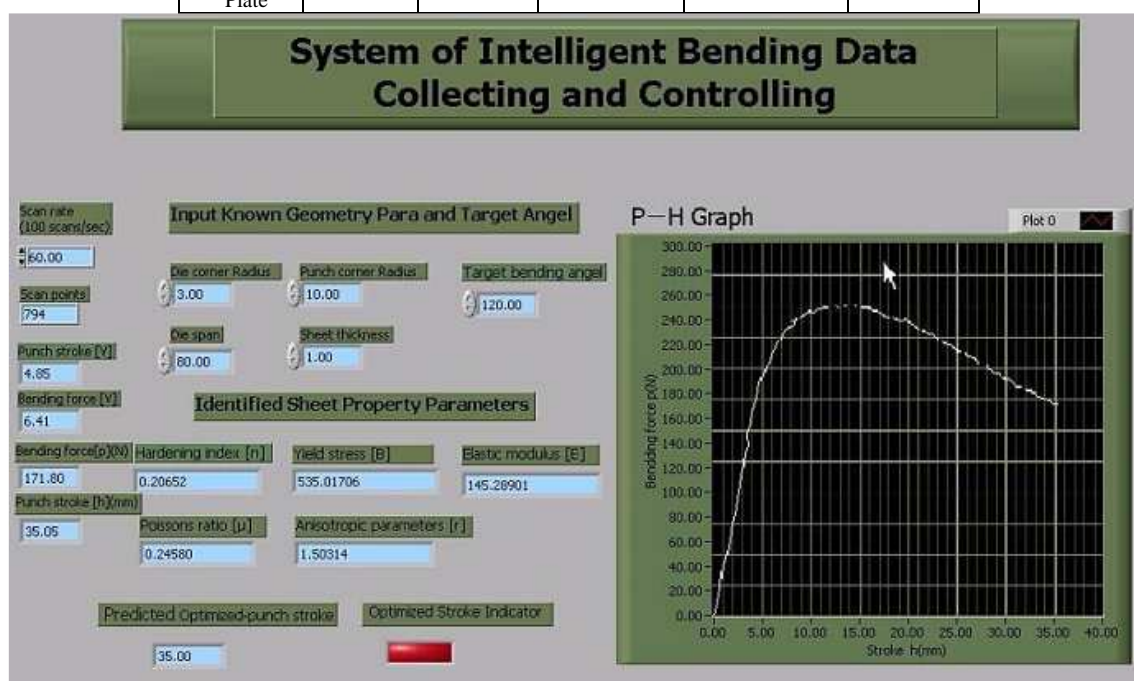 Plate
System of Intelligent Bending Data
Collecting and Controlling
Scan rate
(100 scans/sec)
60.00
Scan points
794
Punch stroke [V]
4.85
Bending force [V]
6.41
Bending force[p](N)
171.80
Punch stroke [h](mm)
35.05
Input Known Geometry Para and Target Angel
Die corner Radius
3.00
Punch corner Radius
10.00
Target bending angel
120.00
Die span
80.00
Sheet thickness
1.00
Identified Sheet Property Parameters
Hardening index [n]
0.20652
Yield stress [B]
535.01706
Elastic modulus [E]
145.28901
Poissons ratio [μ]
0.24580
Anisotropic parameters [r]
1.50314
Predicted Optimized-punch stroke
35.00
Optimized Stroke Indicator
P-H Graph
Plot 0
300.00
280.00
260.00
240.00
220.00
200.00
180.00
160.00
140.00
120.00
100.00
80.00
60.00
40.00
20.00
0.00
Bendding force p(N)
0.00 5.00 10.00 15.00 20.00 25.00 30.00 35.00 40.00
Stroke h(mm)